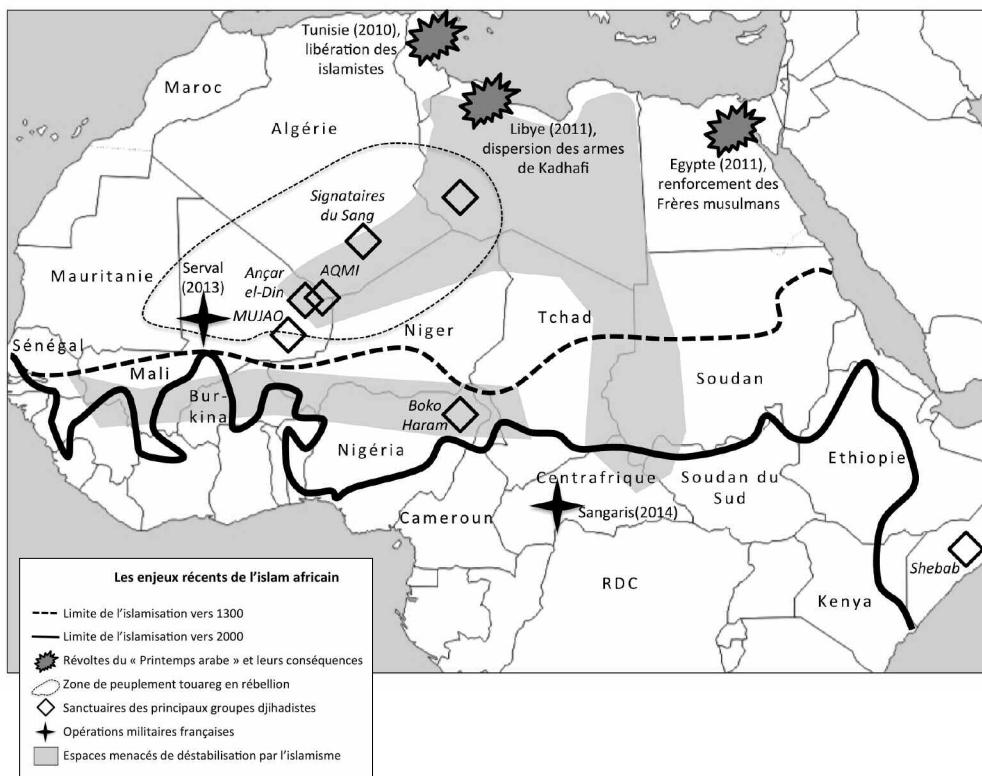 Tunisie (2010),
libération des
islamistes
Maroc
Algérie
Libye (2011),
dispersion des armes
de Kadhafi
Egypte (2011),
renforcement des
Frères musulmans
Signataires
du Sang
Mauritanie
Serval
(2013)
Ançar
el-Din
AQMI
MUJAO
Niger
Tchad
Sénégal
Mali
Bur-
kina
Soudan
Boko
Haram
Nigéria
Ethiopie
Centrafrique
Soudan du
Sud
Cameroun
Sangaris(2014)
Shebab
RDC
Kenya
Les enjeux récents de l'islam africain
Limite de l'islamisation vers 1300
Limite de l'islamisation vers 2000
Révoltes du « Printemps arabe » et leurs conséquences
Zone de peuplement touareg en rébellion
Sanctuaires des principaux groupes djihadistes
Opérations militaires françaises
Espaces menacés de déstabilisation par l'islamisme